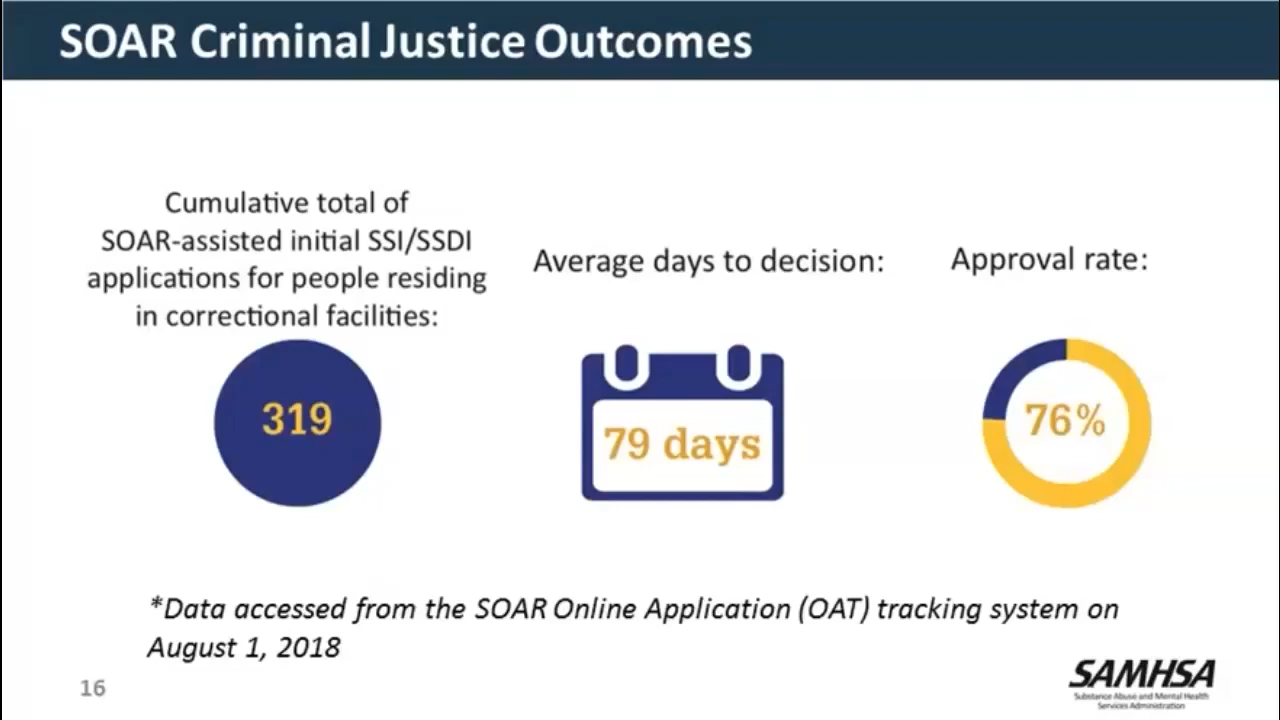 SOAR Criminal Justice Outcomes
Cumulative total of
SOAR-assisted initial SSI/SSDI
applications for people residing
in correctional facilities:
319
Average days to decision:
79 days
Approval rate:
76%
*Data accessed from the SOAR Online Application (OAT) tracking system on
August 1, 2018
16
SAMHSA
Substance Abuse and Mental Health
Services Administration